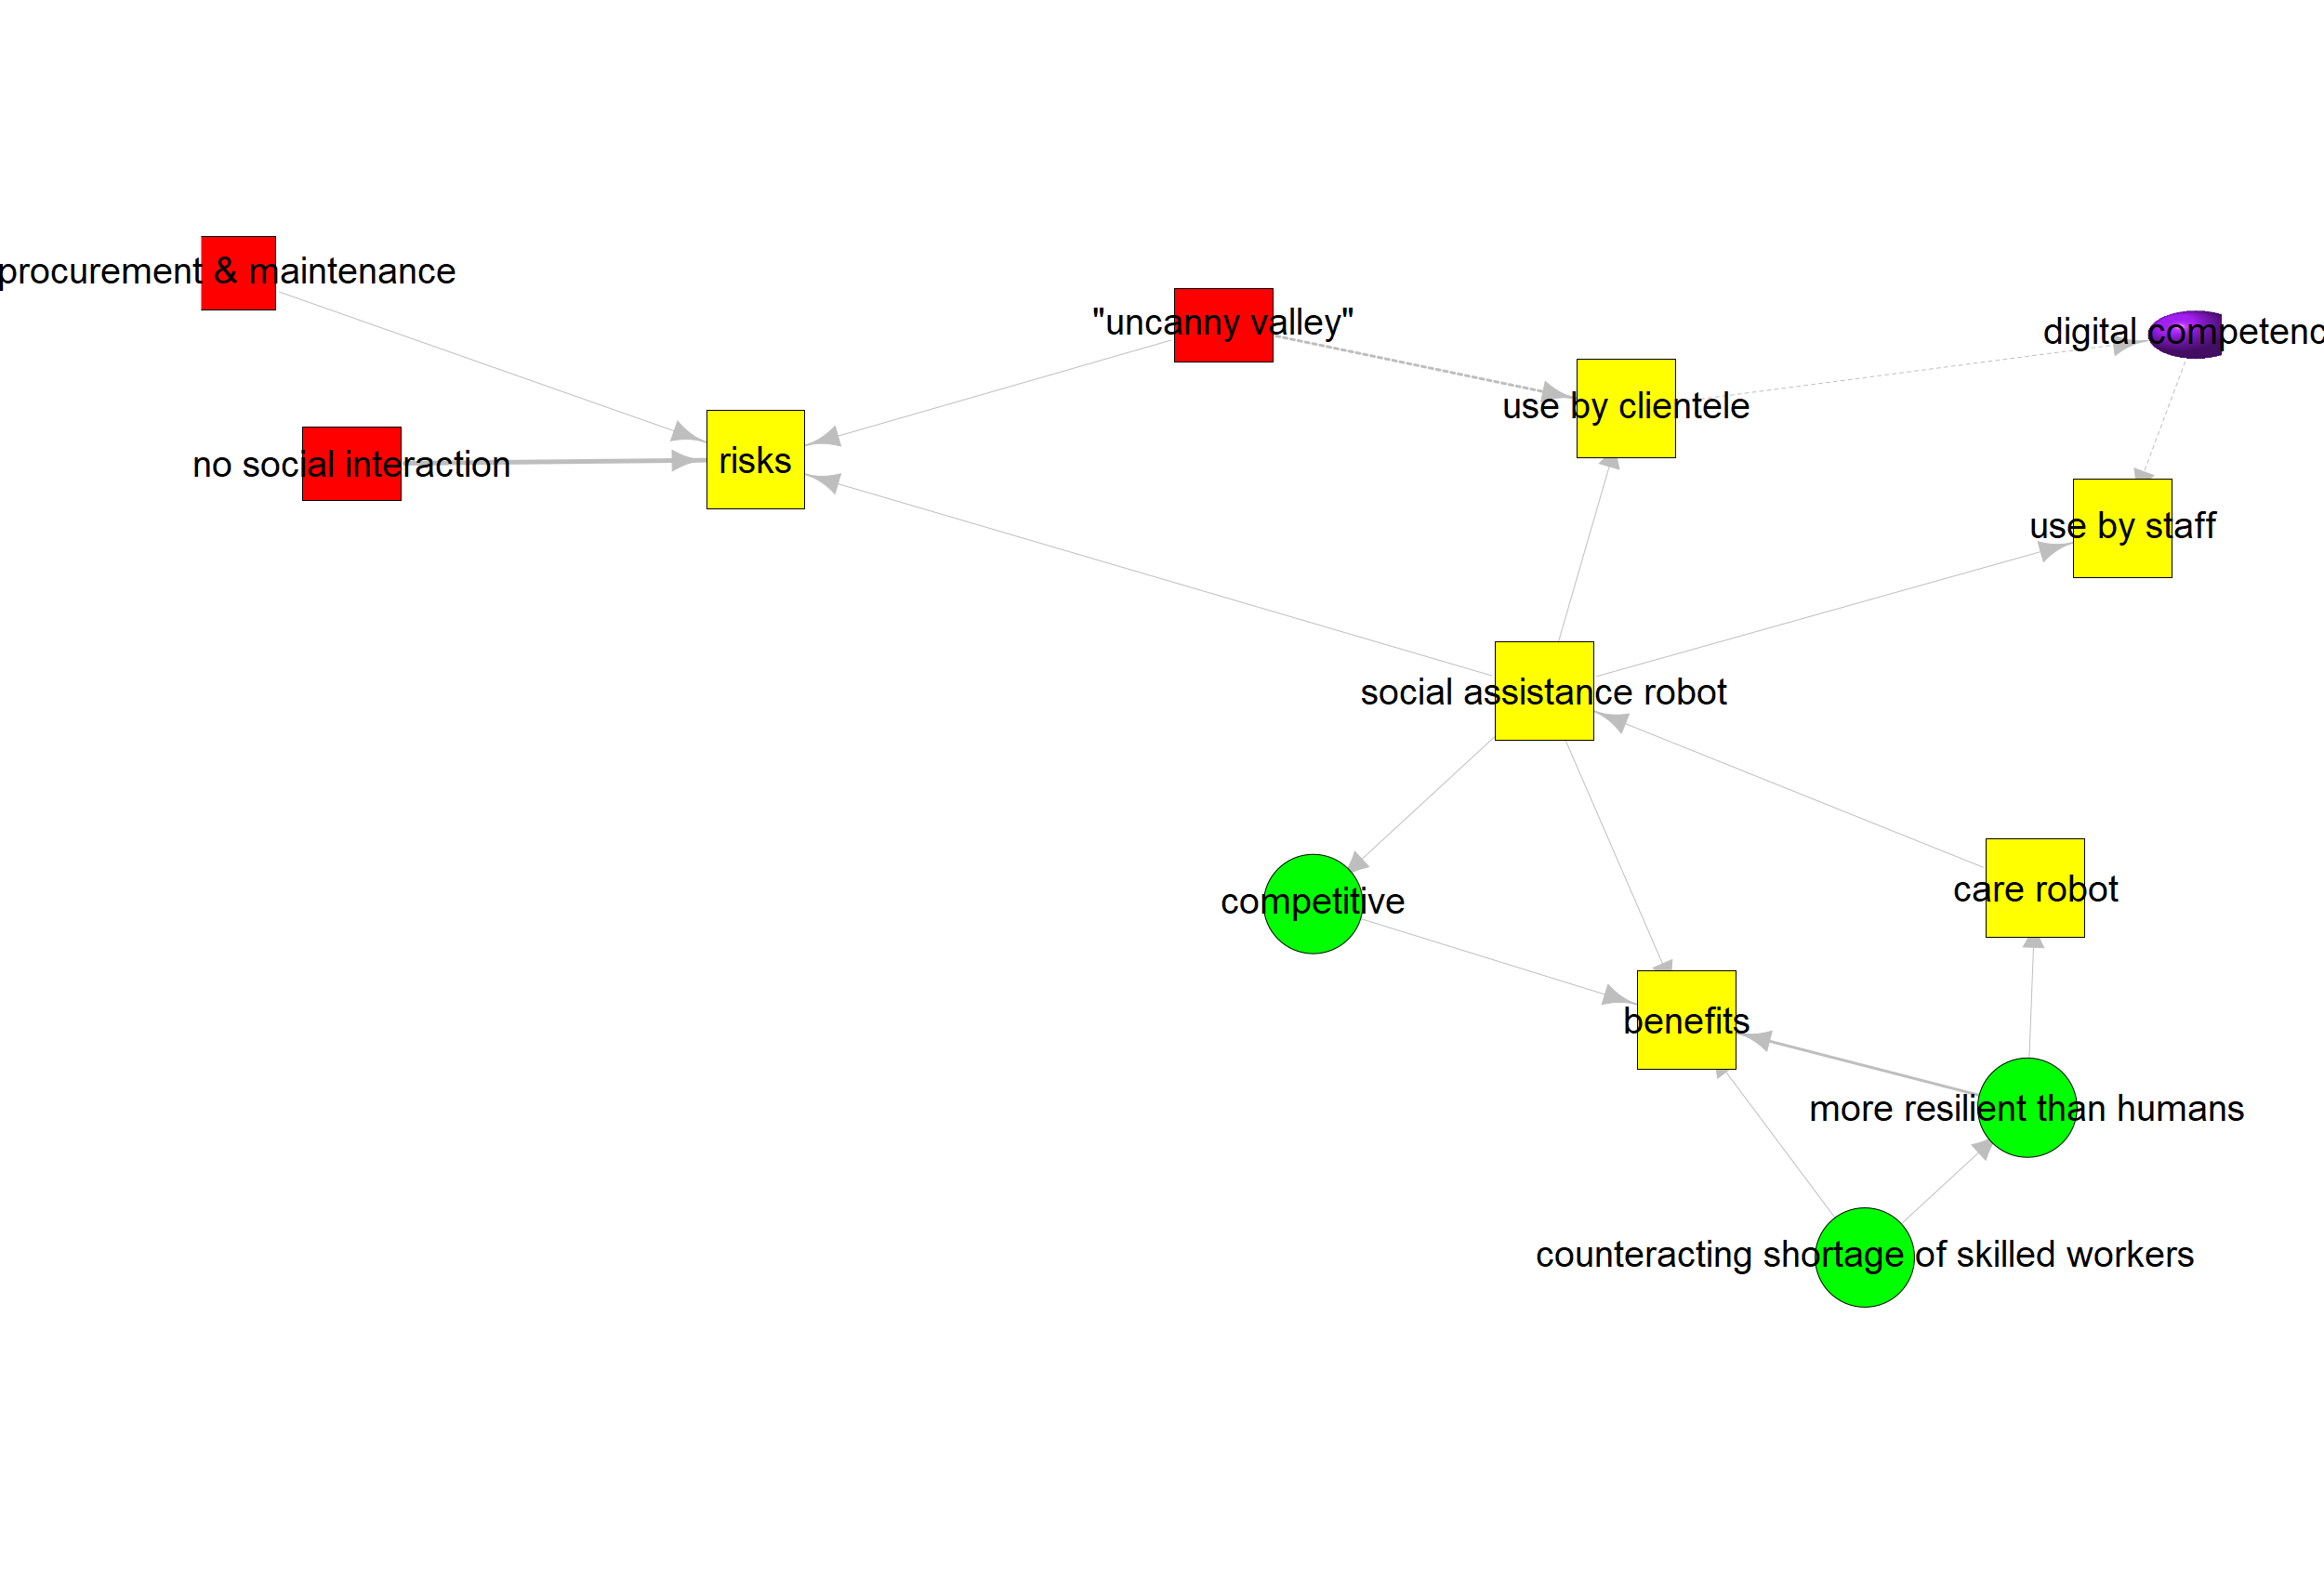 procurement & maintenance
"uncanny valley"
digital competenc
use by clientele
risks
no social interaction
use by staff
social assistance robot
care robot
competitive
benefits
more resilient than humans
counteracting shortage of skilled workers